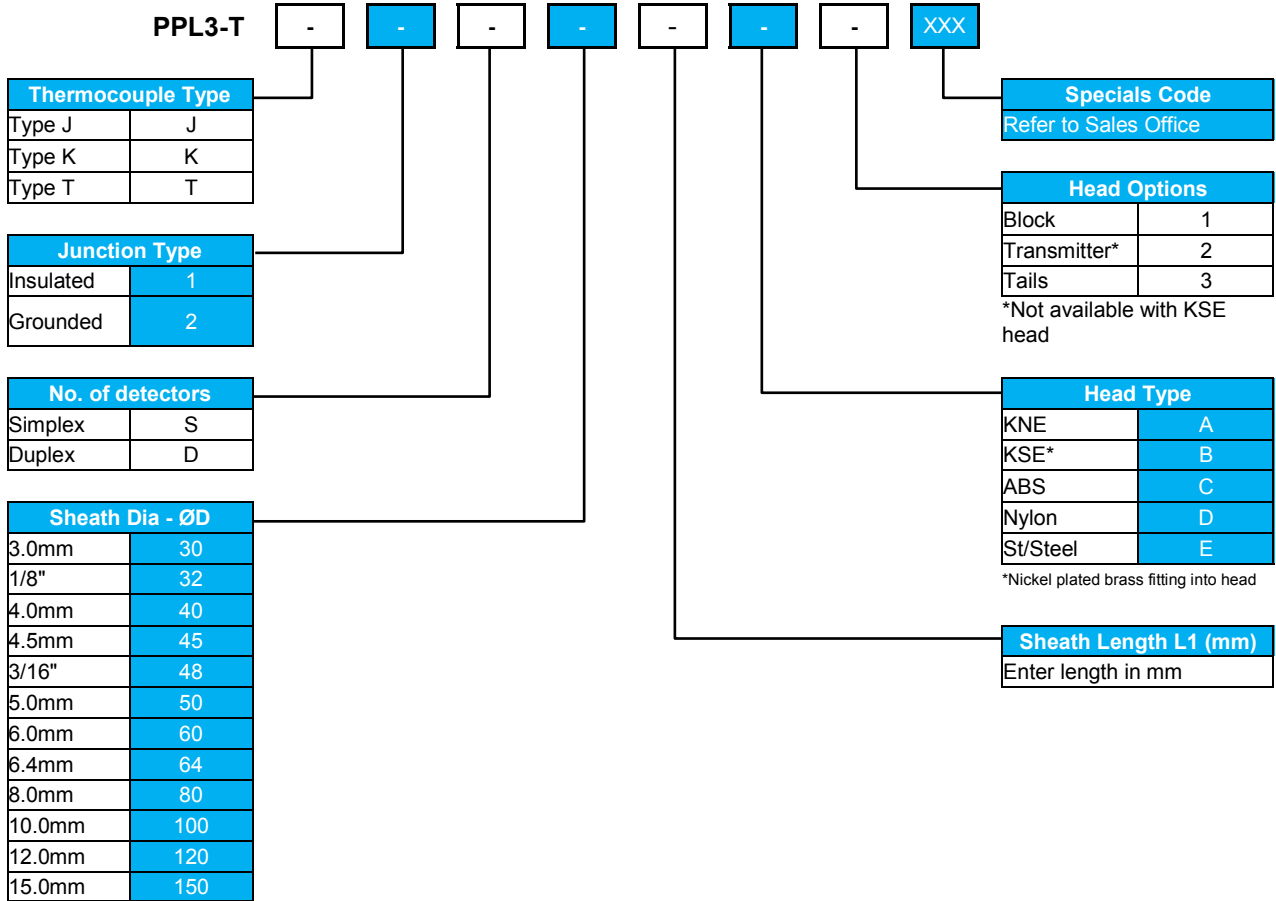 PPL3-T - - - - - - - XXX
Thermocouple Type
Type J J
Type K K
Type T T
Junction Type
Insulated 1
Grounded 2
No. of detectors
Simplex S
Duplex D
Sheath Dia - ØD
3.0mm 30
1/8" 32
4.0mm 40
4.5mm 45
3/16" 48
5.0mm 50
6.0mm 60
6.4mm 64
8.0mm 80
10.0mm 100
12.0mm 120
15.0mm 150
Specials Code
Refer to Sales Office
Head Options
Block 1
Transmitter* 2
Tails 3
*Not available with KSE
head
Head Type
KNE A
KSE* B
ABS C
Nylon D
St/Steel E
*Nickel plated brass fitting into head
Sheath Length L1 (mm)
Enter length in mm